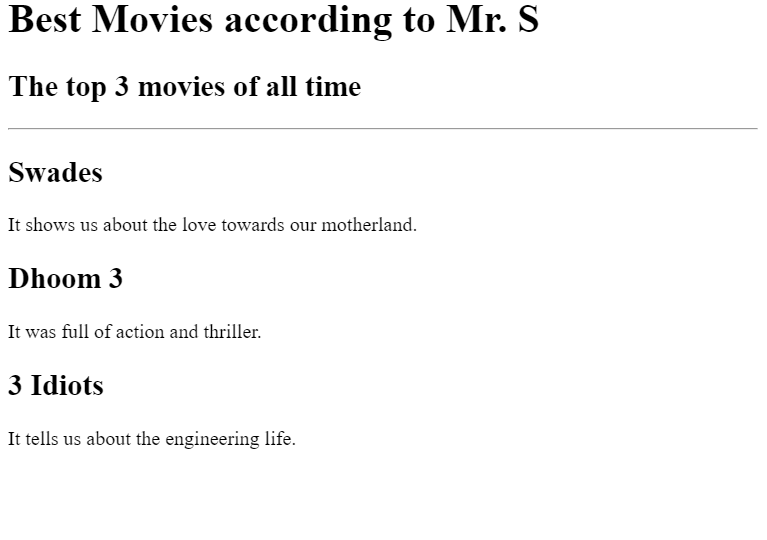 Best Movies according to Mr. S
The top 3 movies of all time
Swades
It shows us about the love towards our motherland.
Dhoom 3
It was full of action and thriller.
3 Idiots
It tells us about the engineering life.